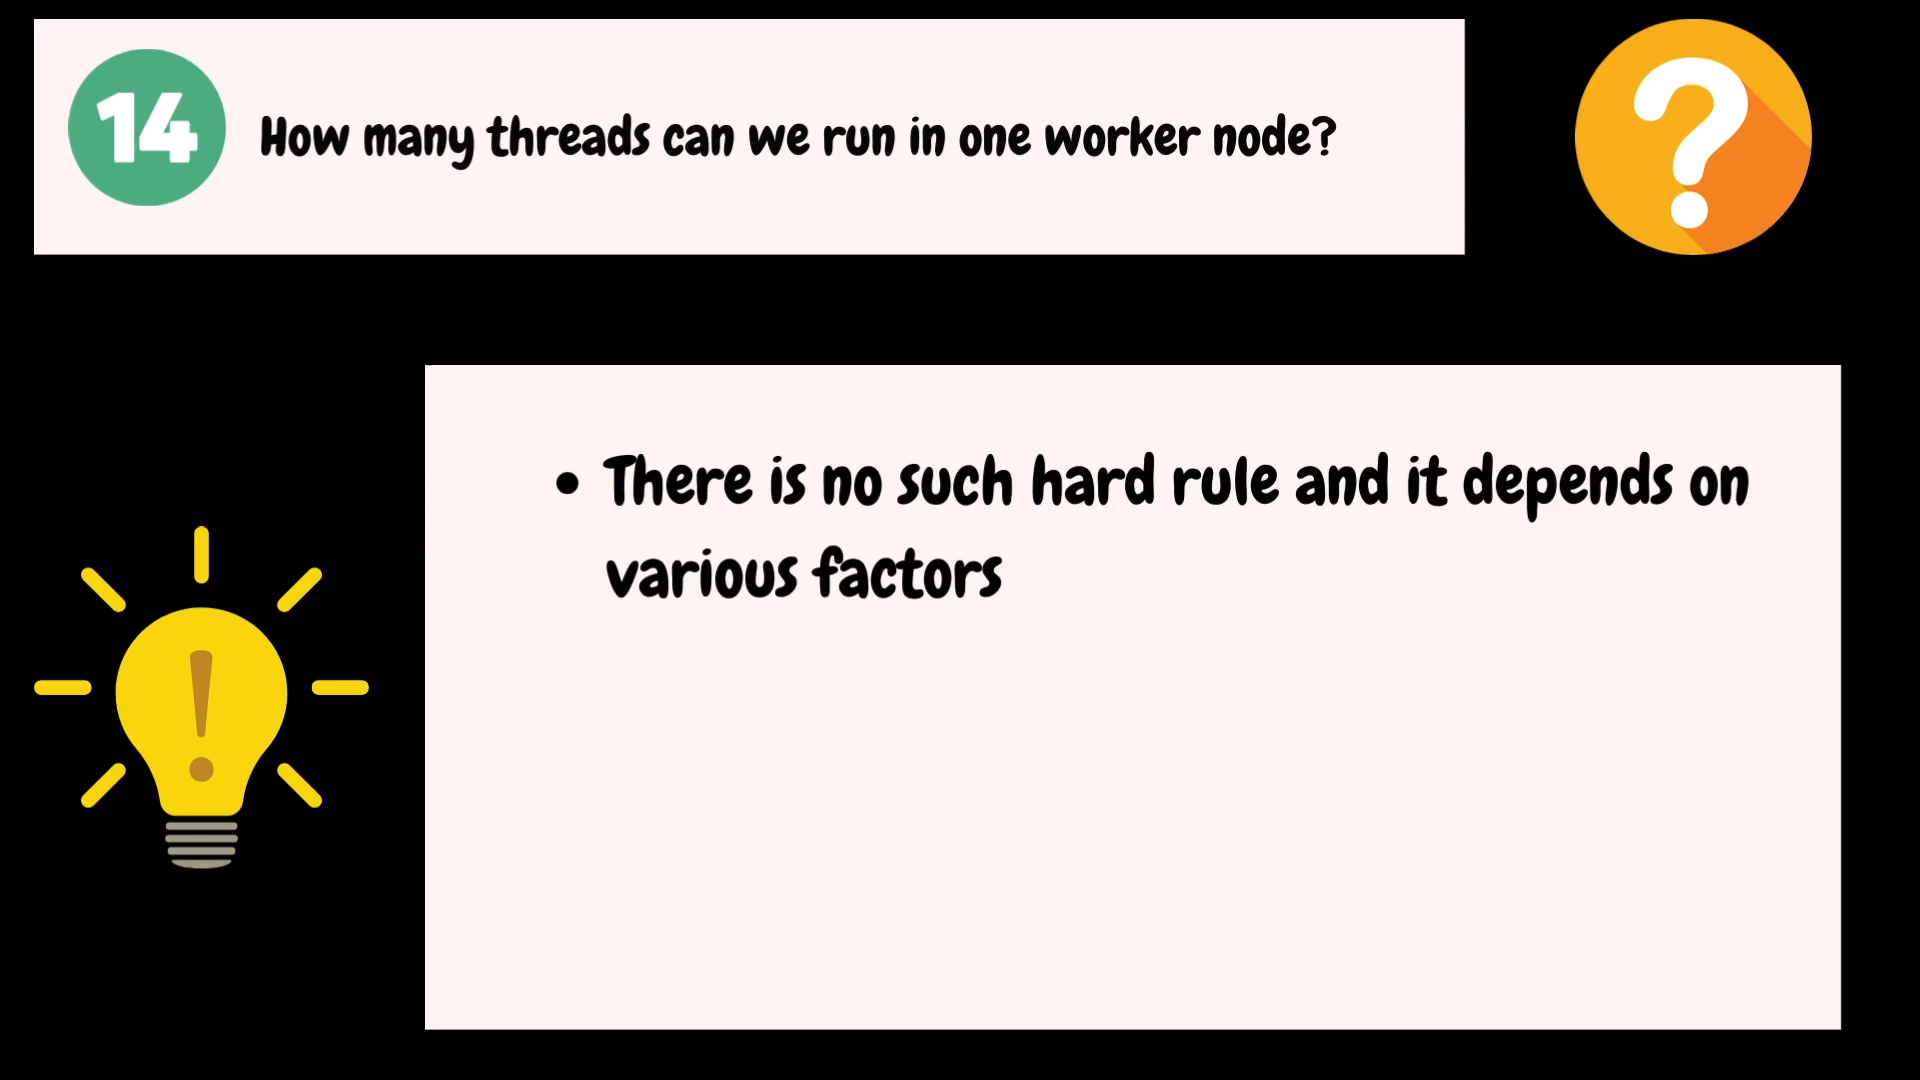 14
How many threads can we run in one worker node?
?
• There is no such hard rule and it depends on
various factors
!